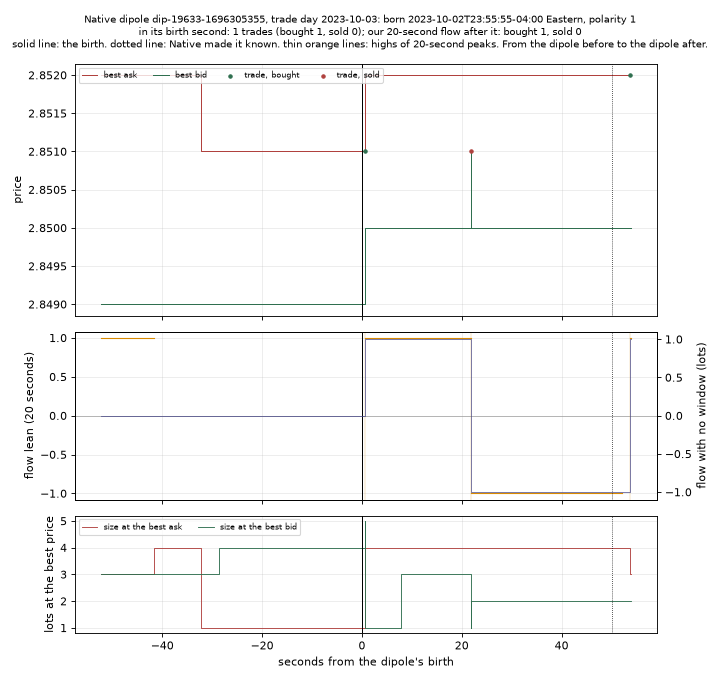 Native dipole dip-19633-1696305355, trade day 2023-10-03: born 2023-10-02T23:55:55-04:00 Eastern, polarity 1
in its birth second: 1 trades (bought 1, sold 0); our 20-second flow after it: bought 1, sold 0
solid line: the birth. dotted line: Native made it known. thin orange lines: highs of 20-second peaks. From the dipole before to the dipole after.
best ask best bid trade, bought trade, sold
2.8520
2.8515
2.8510
2.8505
2.8500
2.8495
2.8490
price
1.0
0.5
0.0
−0.5
−1.0
flow lean (20 seconds)
1.0
0.5
0.0
−0.5
−1.0
flow with no window (lots)
size at the best ask size at the best bid
5
4
3
2
1
lots at the best price
−40 −20 0 20 40
seconds from the dipole's birth